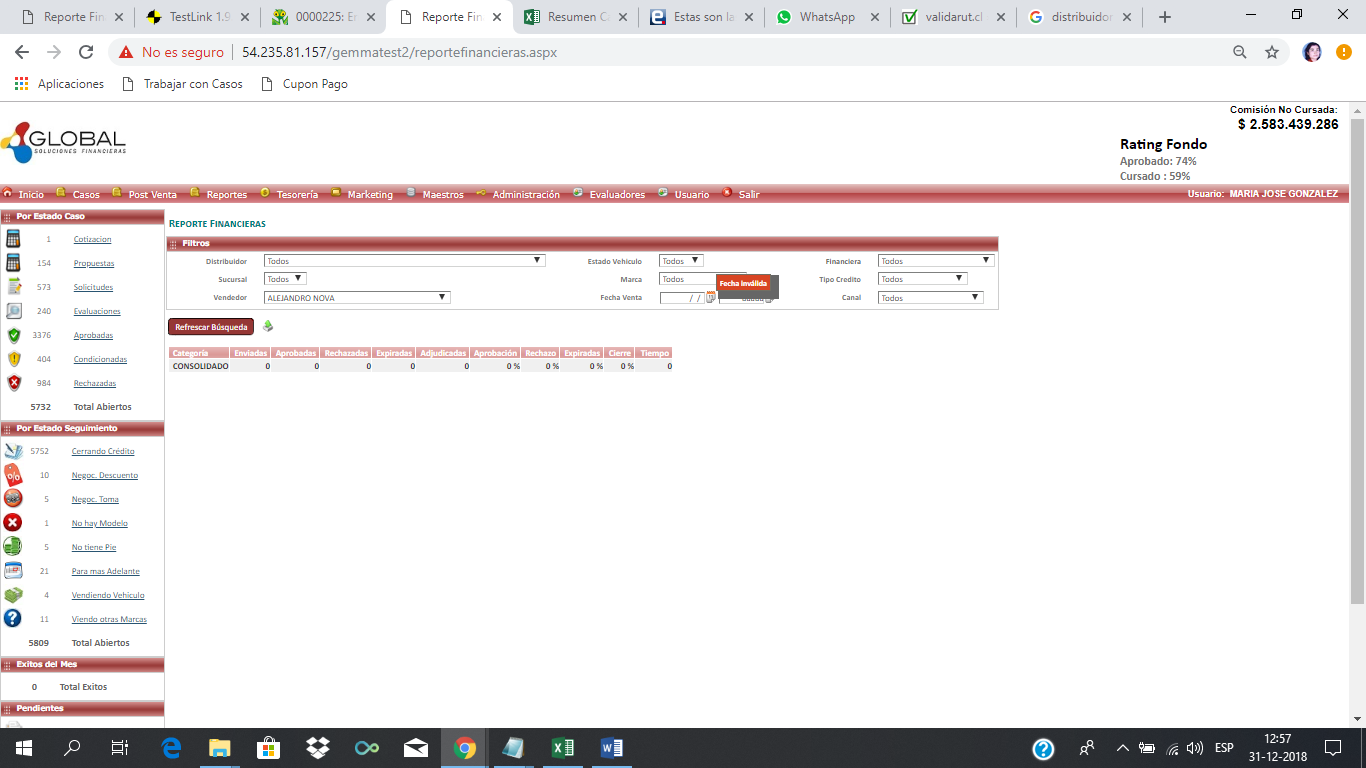 Reporte Fin
TestLink 1.9
0000225: Er
Reporte Fin
Resumen C
Estas son la
WhatsApp
validarut.cl
distribuidor
No es seguro
54.235.81.157/gemmatest2/reportefinancieras.aspx
Aplicaciones
Trabajar con Casos
Cupon Pago
Comisión No Cursada:
$ 2.583.439.286
GLOBAL
SOLUCIONES FINANCIERAS
Rating Fondo
Aprobado: 74%
Cursado : 59%
Inicio Casos Post Venta Reportes Tesorería Marketing Maestros Administración Evaluadores Usuario Salir
Usuario: MARIA JOSE GONZALEZ
Por Estado Caso
1 Cotizacion
154 Propuestas
573 Solicitudes
240 Evaluaciones
3376 Aprobadas
404 Condicionadas
984 Rechazadas
5732 Total Abiertos
Por Estado Seguimiento
5752 Cerrando Crédito
10 Negoc. Descuento
5 Negoc. Toma
1 No hay Modelo
5 No tiene Pie
21 Para mas Adelante
4 Vendiendo Vehículo
11 Viendo otras Marcas
5809 Total Abiertos
Exitos del Mes
0 Total Exitos
Pendientes
REPORTE FINANCIERAS
Filtros
Distribuidor Todos Estado Vehiculo Todos Financiera Todos
Sucursal Todos Marca Todos Tipo Credito Todos
Fecha Inválida
Vendedor ALEJANDRO NOVA Fecha Venta / / Canal Todos
Refrescar Búsqueda
Categoría Enviadas Aprobadas Rechazadas Expiradas Adjudicadas Aprobación Rechazo Expiradas Cierre Tiempo
CONSOLIDADO 0 0 0 0 0 0 % 0 % 0 % 0 % 0
ESP
12:57
31-12-2018